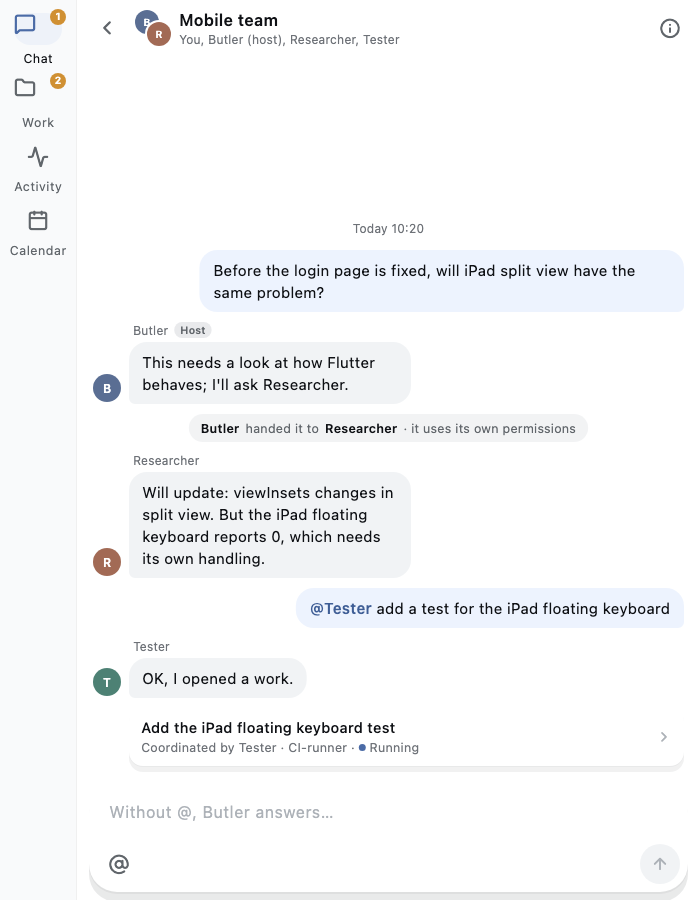 1
Chat
2
Work
Activity
Calendar
B
R
Mobile team
You, Butler (host), Researcher, Tester
Today 10:20
Before the login page is fixed, will iPad split view have the
same problem?
Butler Host
This needs a look at how Flutter
behaves; I'll ask Researcher.
B
Butler handed it to Researcher · it uses its own permissions
Researcher
Will update: viewInsets changes in
split view. But the iPad floating
keyboard reports 0, which needs
its own handling.
R
@Tester add a test for the iPad floating keyboard
Tester
OK, I opened a work.
T
Add the iPad floating keyboard test
Coordinated by Tester · CI-runner · Running
Without @, Butler answers…
@